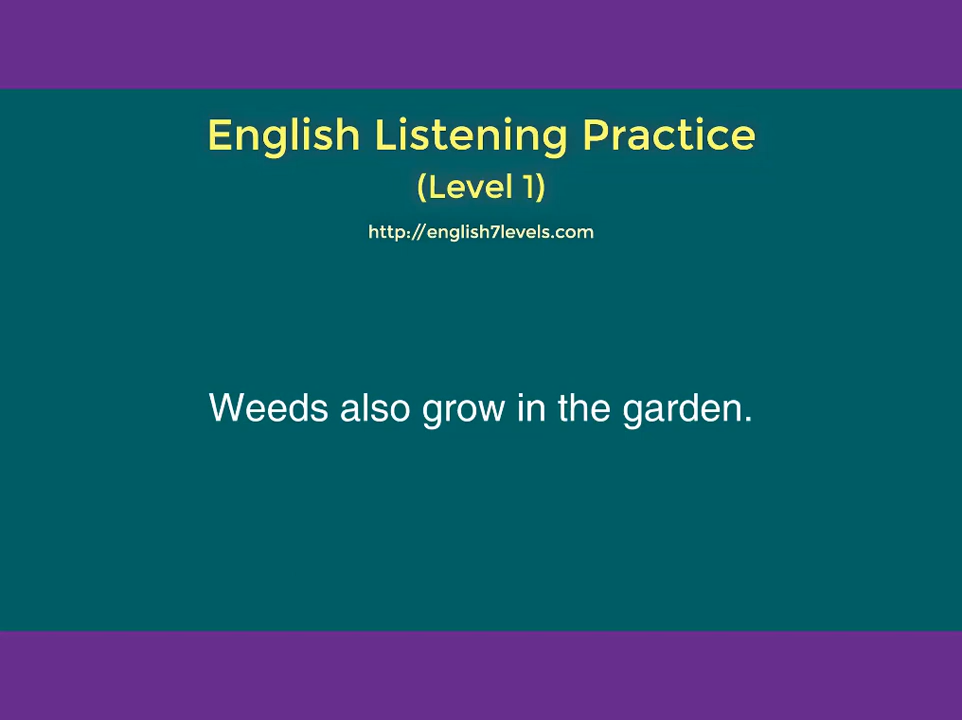 English Listening Practice
(Level 1)
http://english7levels.com
Weeds also grow in the garden.